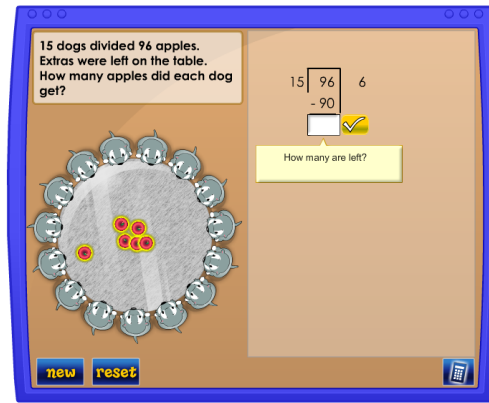 15 dogs divided 96 apples.
Extras were left on the table.
How many apples did each dog
get?
15 96 6
- 90
How many are left?
new reset